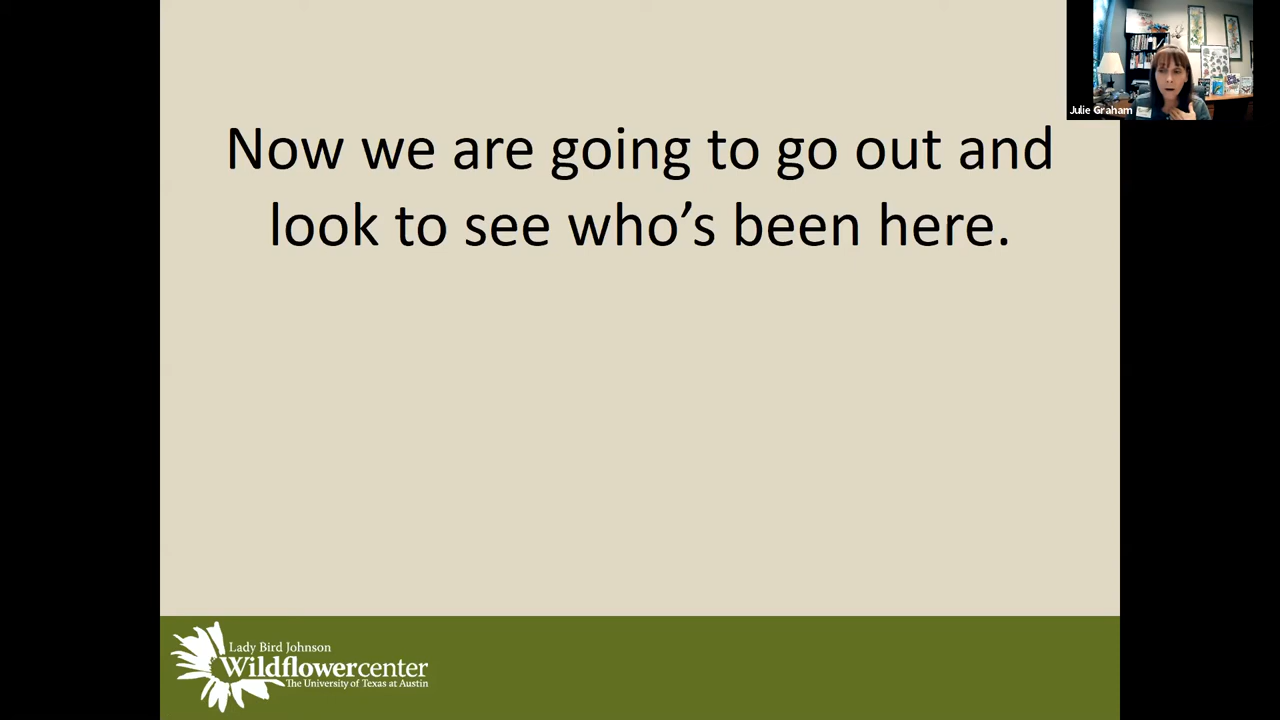 Julie Graham
Now we are going to go out and
look to see who’s been here.
Lady Bird Johnson
Wildflowercenter
The University of Texas at Austin